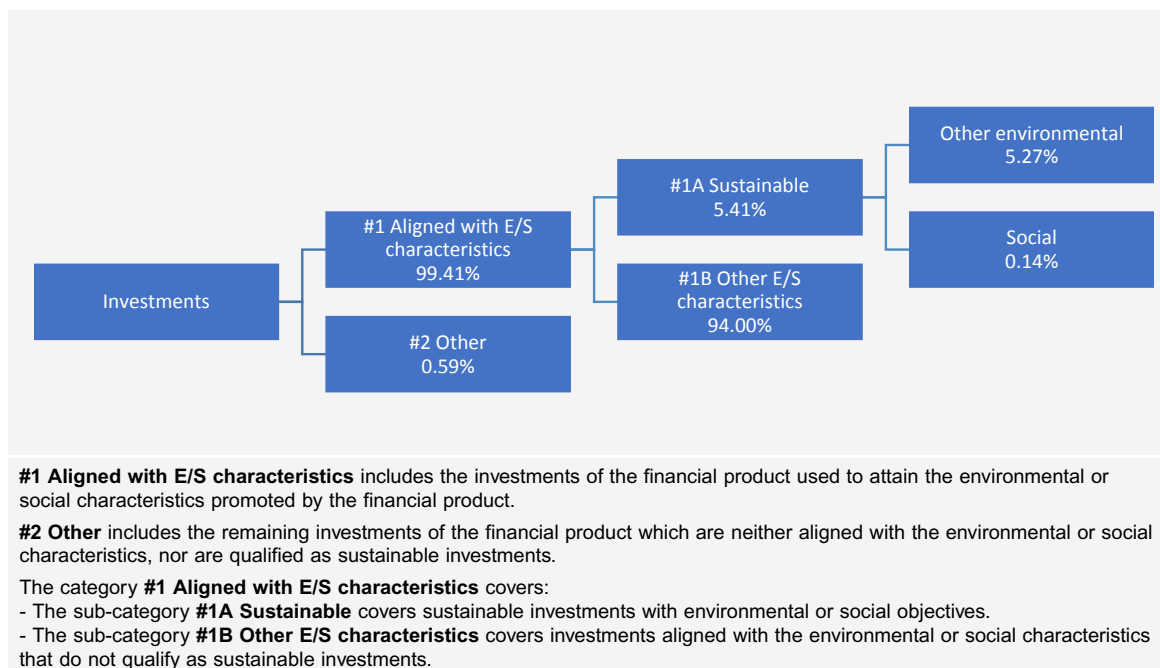 Investments
#1 Aligned with E/S
characteristics
99.41%
#2 Other
0.59%
#1A Sustainable
5.41%
#1B Other E/S
characteristics
94.00%
Other environmental
5.27%
Social
0.14%
#1 Aligned with E/S characteristics includes the investments of the financial product used to attain the environmental or
social characteristics promoted by the financial product.
#2 Other includes the remaining investments of the financial product which are neither aligned with the environmental or social
characteristics, nor are qualified as sustainable investments.
The category #1 Aligned with E/S characteristics covers:
- The sub-category #1A Sustainable covers sustainable investments with environmental or social objectives.
- The sub-category #1B Other E/S characteristics covers investments aligned with the environmental or social characteristics
that do not qualify as sustainable investments.